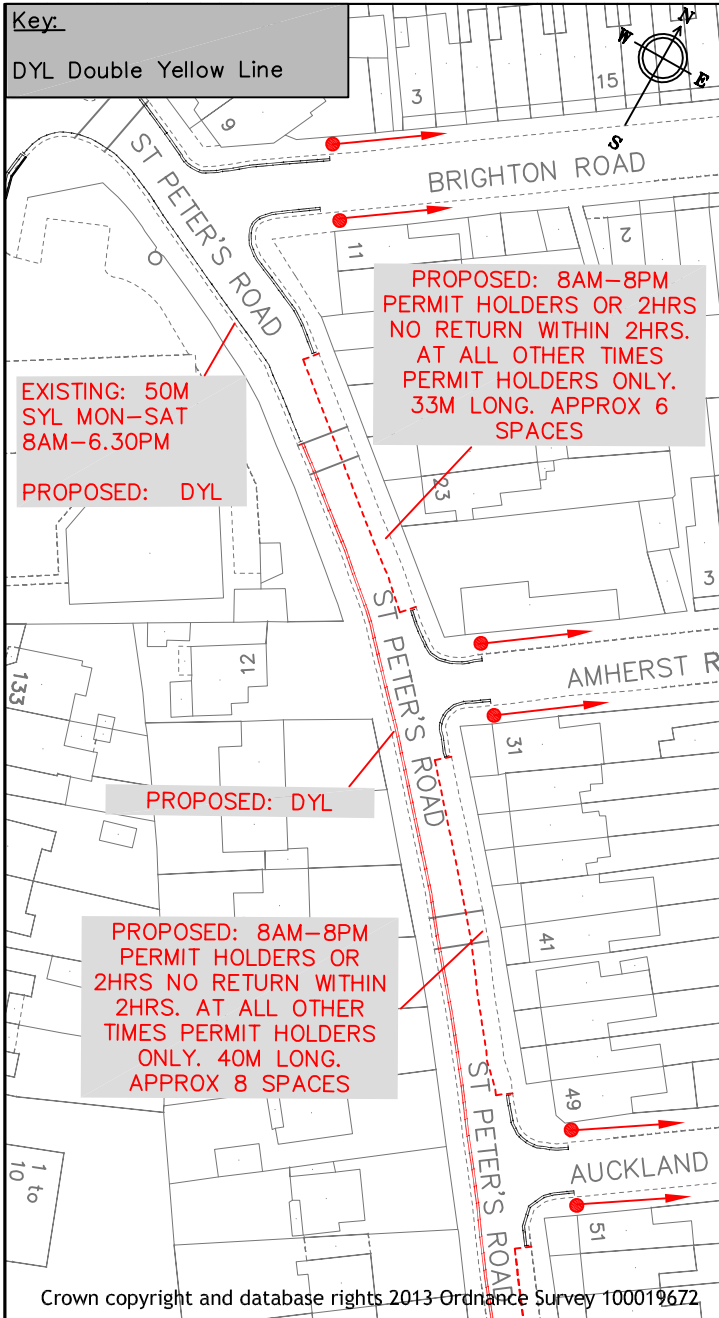 Key:
DYL Double Yellow Line
N
W
E
S
9
3
15
ST PETER'S ROAD
BRIGHTON ROAD
11
2
PROPOSED: 8AM-8PM
PERMIT HOLDERS OR 2HRS
NO RETURN WITHIN 2HRS.
AT ALL OTHER TIMES
PERMIT HOLDERS ONLY.
33M LONG. APPROX 6
SPACES
EXISTING: 50M
SYL MON-SAT
8AM-6.30PM
PROPOSED: DYL
23
3
ST PETER'S ROAD
12
133
AMHERST R
31
PROPOSED: DYL
PROPOSED: 8AM-8PM
PERMIT HOLDERS OR
2HRS NO RETURN WITHIN
2HRS. AT ALL OTHER
TIMES PERMIT HOLDERS
ONLY. 40M LONG.
APPROX 8 SPACES
41
49
ST PETER'S ROAD
AUCKLAND
1 to
10
51
Crown copyright and database rights 2013 Ordnance Survey 100019672